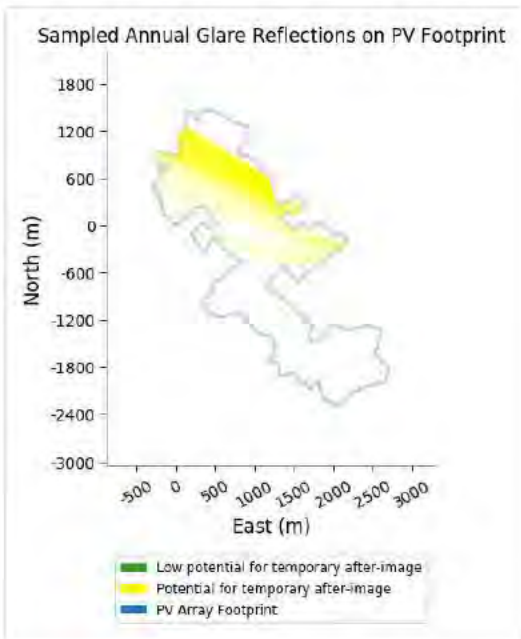 Sampled Annual Glare Reflections on PV Footprint
1800
1200
600
0
-600
-1200
-1800
-2400
-3000
North (m)
-500
0
500
1000
1500
2000
2500
3000
East (m)
Low potential for temporary after-image
Potential for temporary after-image
PV Array Footprint